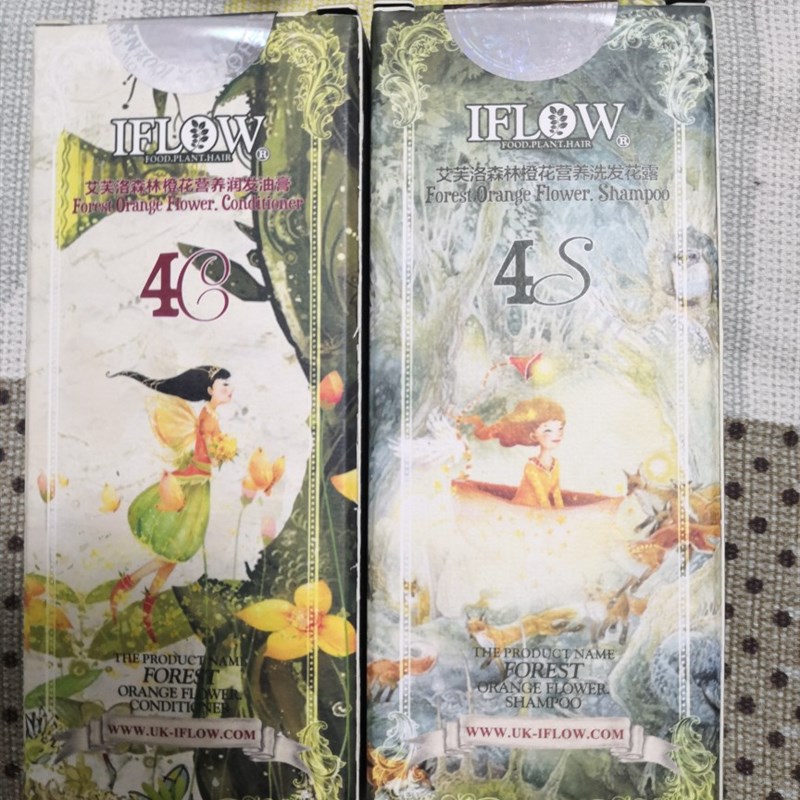 IFLOW
FOOD.PLANT.HAIR
®
艾芙洛森林橙花营养润发油膏
Forest Orange Flower. Conditioner
4C
THE PRODUCT NAME
FOREST
ORANGE FLOWER.
CONDITIONER
WWW.UK-IFLOW.COM
IFLOW
FOOD.PLANT.HAIR
®
艾芙洛森林橙花营养洗发花露
Forest Orange Flower. Shampoo
4S
THE PRODUCT NAME
FOREST
ORANGE FLOWER.
SHAMPOO
WWW.UK-IFLOW.COM